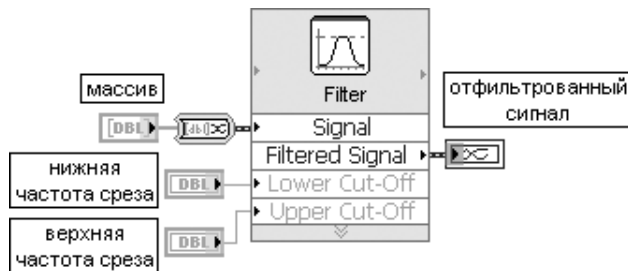 Filter
массив
[DBL]
[dbl]
Signal
отфильтрованный
сигнал
Filtered Signal
нижняя
частота среза
DBL
Lower Cut-Off
верхняя
частота среза
DBL
Upper Cut-Off